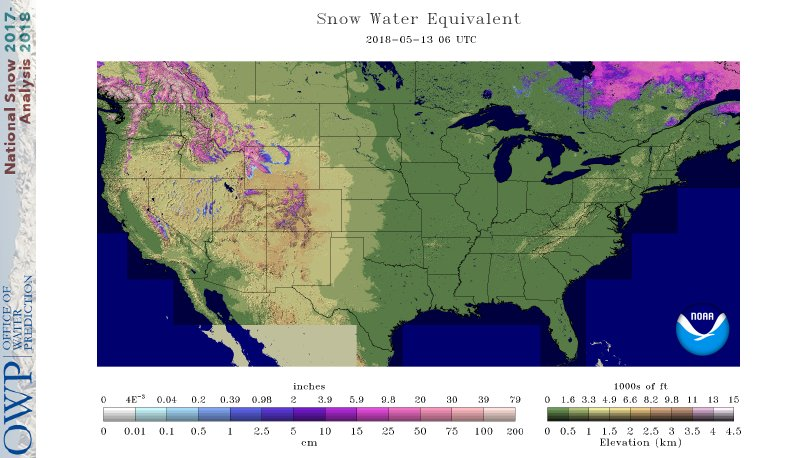 National Snow 2017-
Analysis 2018
OFFICE OF
WATER
PREDICTION
OWP
Snow Water Equivalent
2018-05-13 06 UTC
NOAA
inches
0 4E-3 0.04 0.2 0.39 0.98 2 3.9 5.9 9.8 20 30 39 79
0 0.01 0.1 0.5 1 2.5 5 10 15 25 50 75 100 200
cm
1000s of ft
0 1.6 3.3 4.9 6.6 8.2 9.8 11 13 15
0 0.5 1 1.5 2 2.5 3 3.5 4 4.5
Elevation (km)